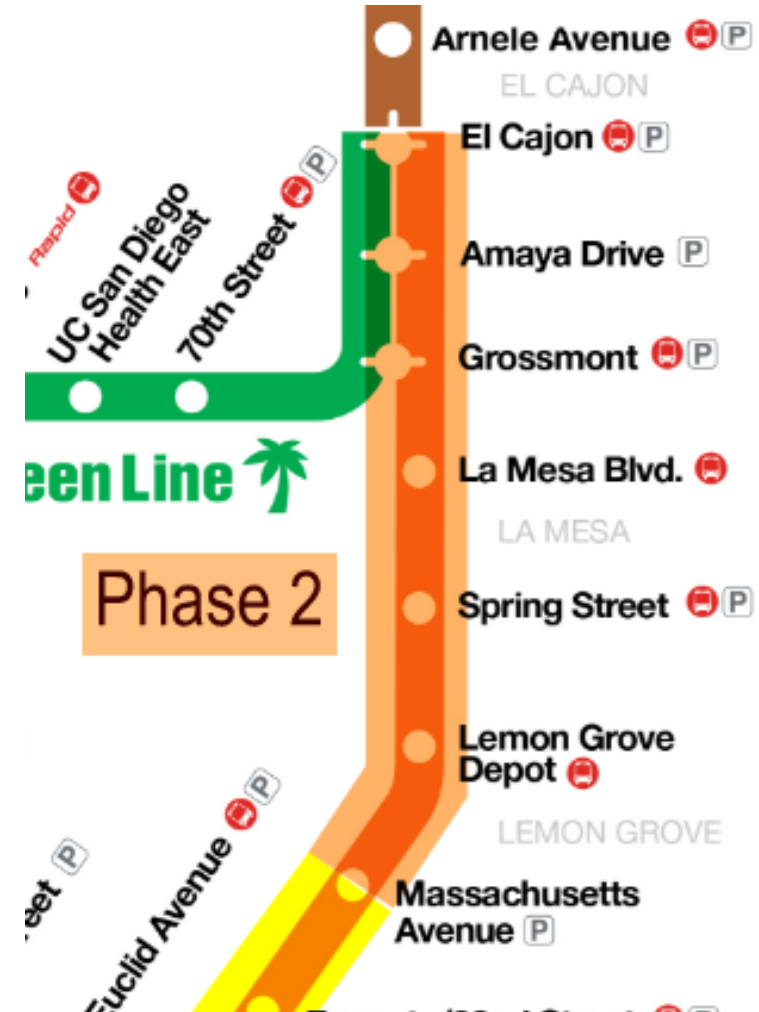 Arnele Avenue P
EL CAJON
El Cajon P
Rapid
UC San Diego
Health East
70th Street P
Amaya Drive P
Grossmont P
een Line
La Mesa Blvd.
LA MESA
Phase 2
Spring Street P
Lemon Grove
Depot
LEMON GROVE
eet P
Euclid Avenue P
Massachusetts
Avenue P